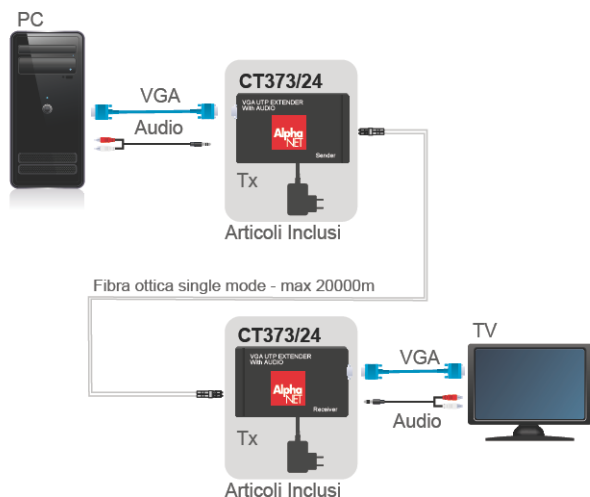 PC
CT373/24
VGA
VGA UTP EXTENDER
With AUDIO
Audio
Alpha
NET
Sender
Tx
Articoli Inclusi
Fibra ottica single mode - max 20000m
CT373/24
TV
VGA UTP EXTENDER
With AUDIO
VGA
Alpha
NET
Receiver
Audio
Tx
Articoli Inclusi